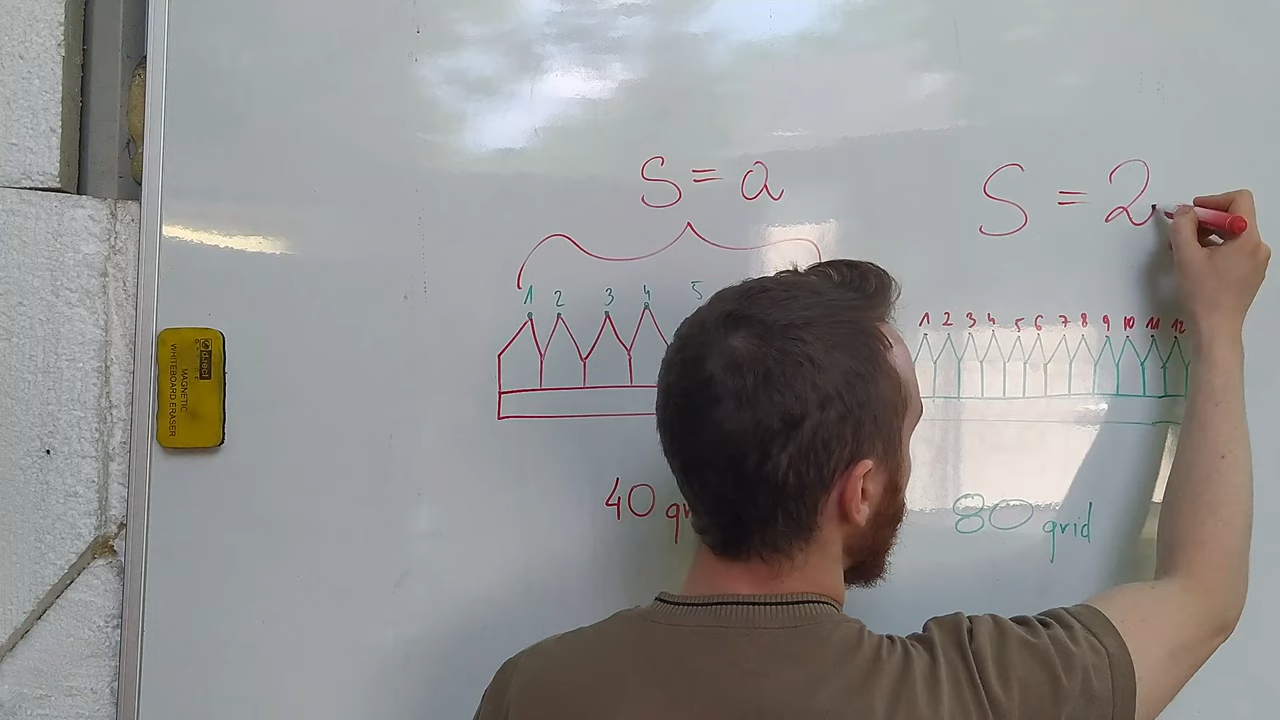 S = a
S = 2
1 2 3 4 5
1 2 3 4 5 6 7 8 9 10 11 12
40
80 grid
MAGNETIC
WHITEBOARD ERASER